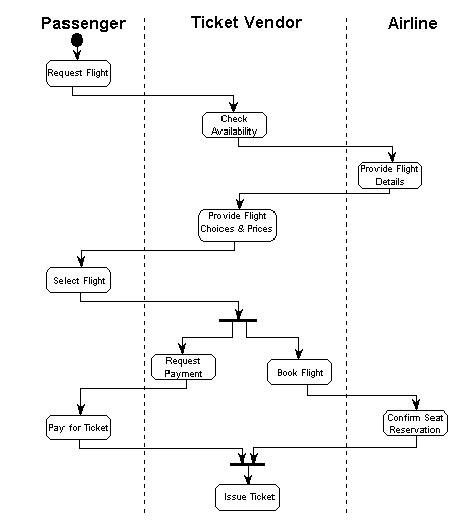 Passenger
Ticket Vendor
Airline
Request Flight
Check
Availability
Provide Flight
Details
Provide Flight
Choices & Prices
Select Flight
Request
Payment
Book Flight
Pay for Ticket
Confirm Seat
Reservation
Issue Ticket